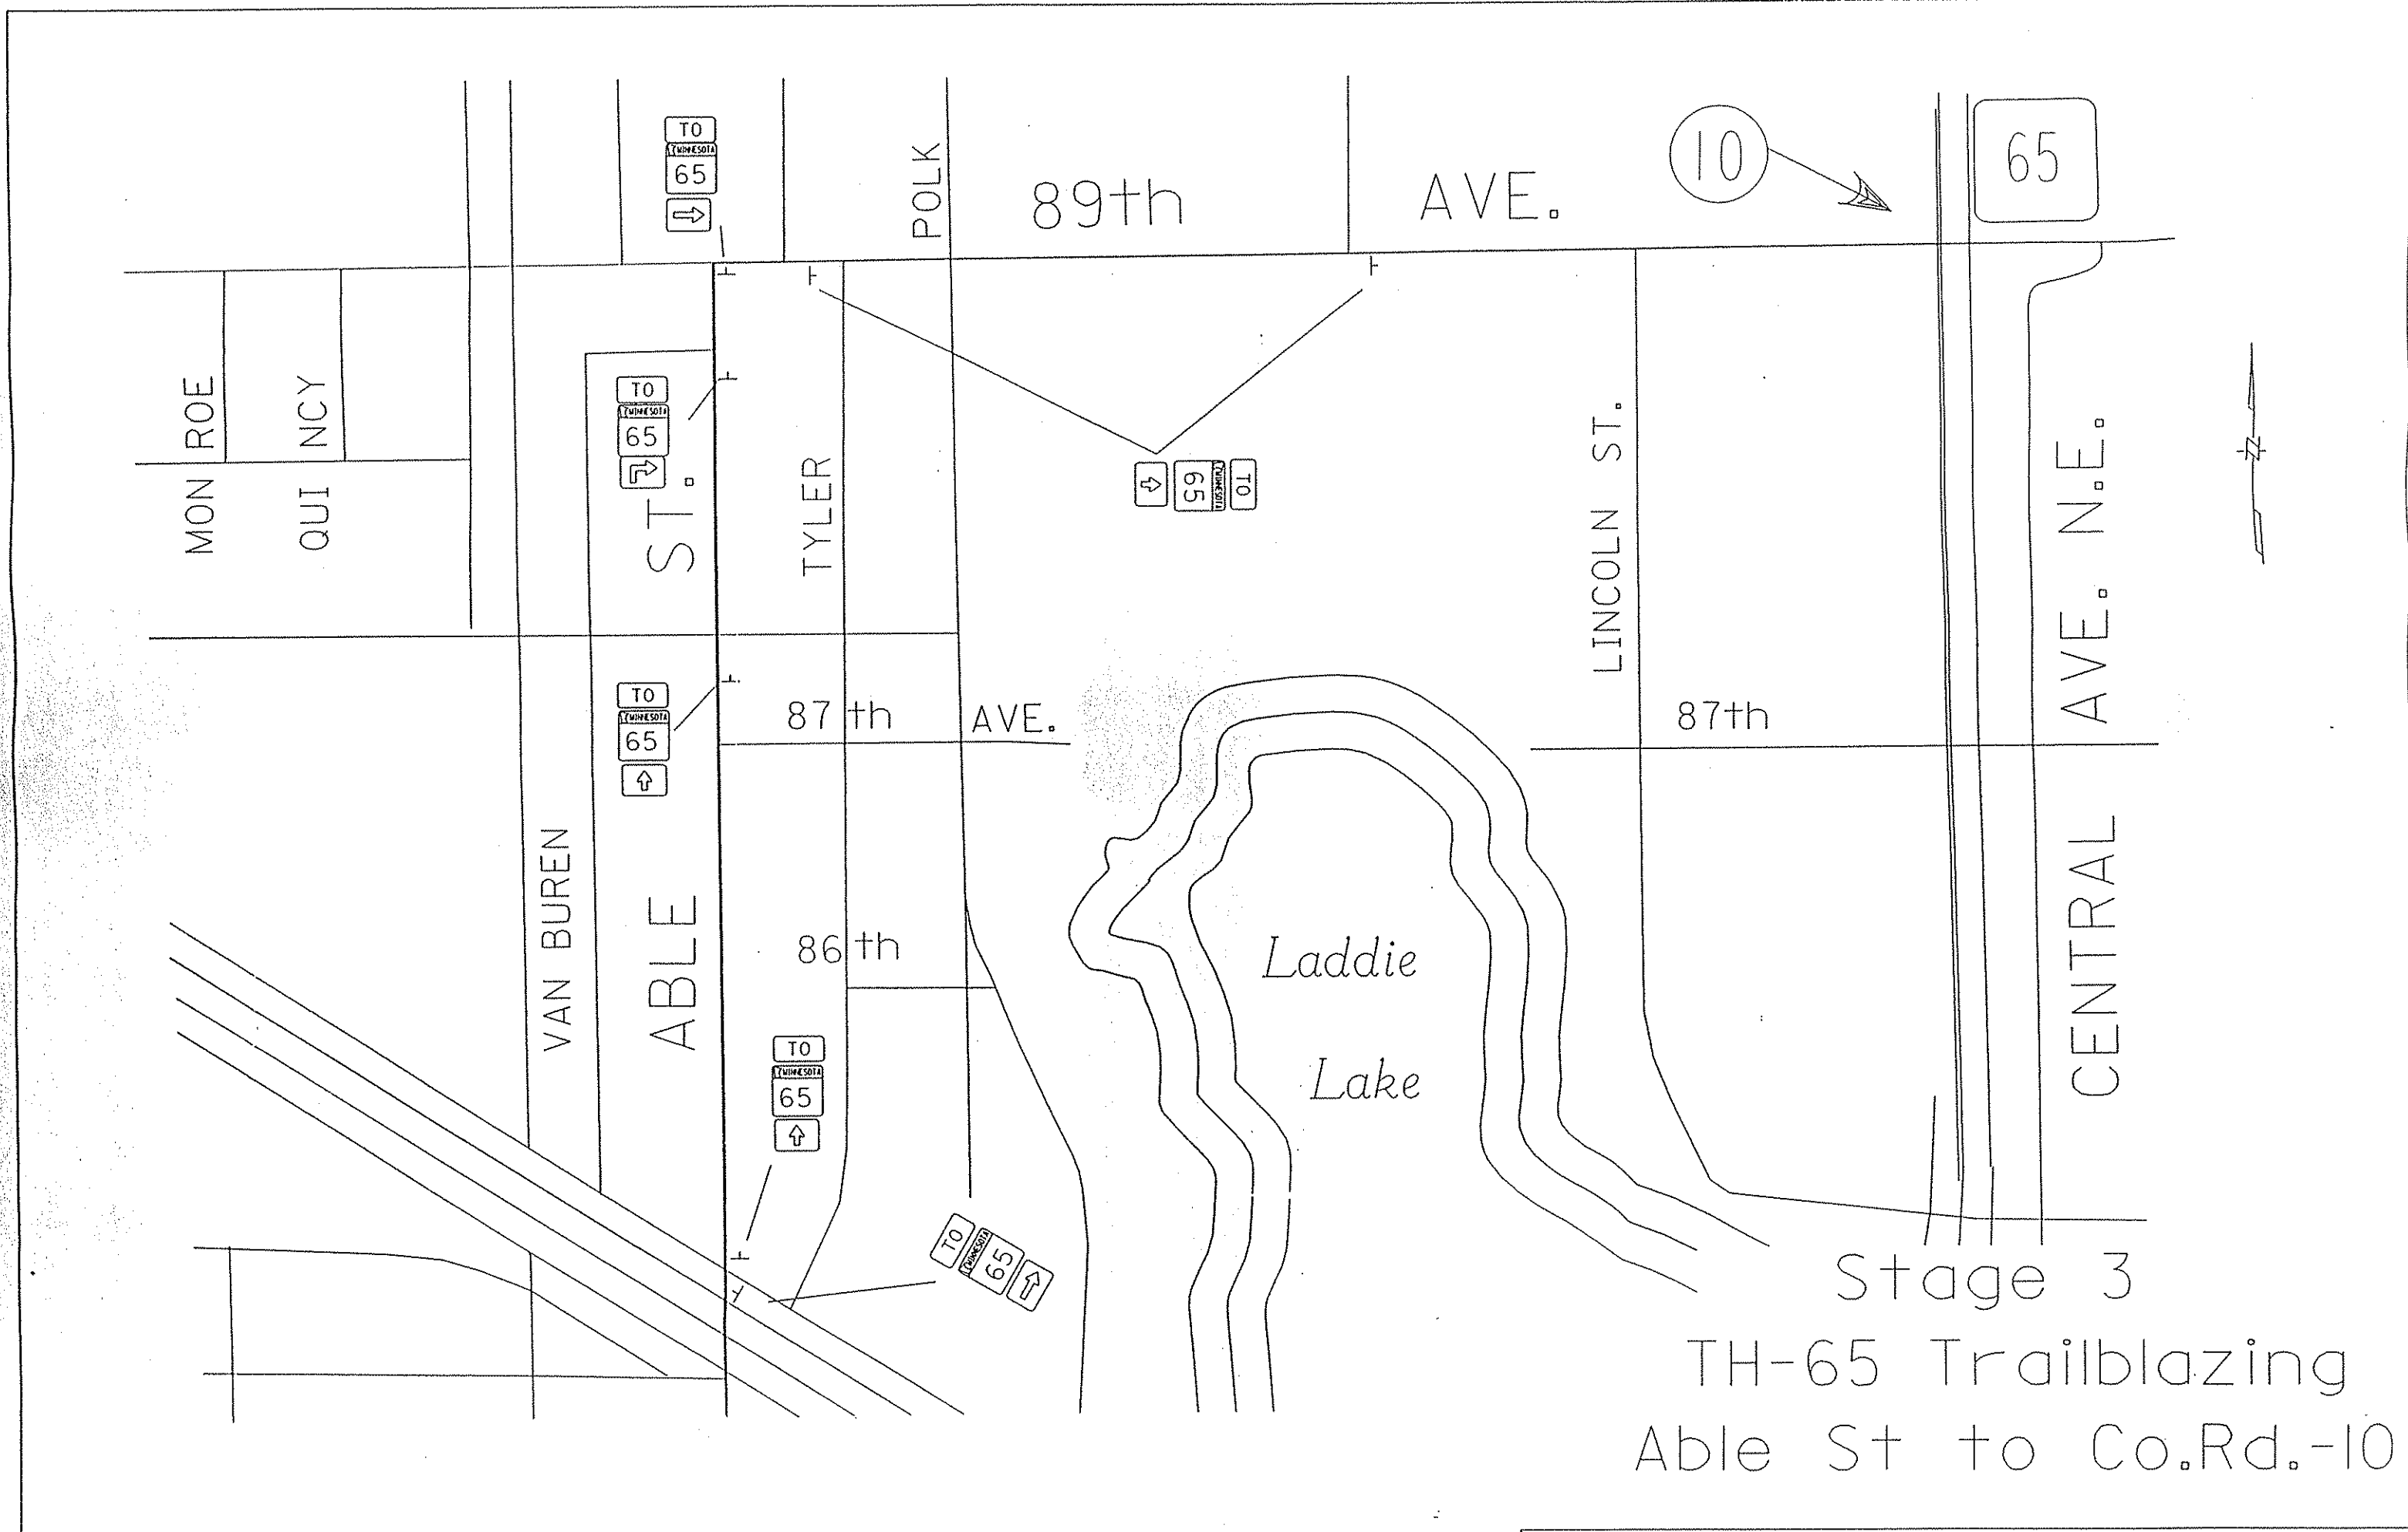 TO
MINNESOTA
65
POLK
89th AVE.
10
65
MON ROE
QUI NCY
TO
MINNESOTA
65
ABLE ST.
TYLER
TO
MINNESOTA
65
LINCOLN ST.
CENTRAL AVE. N.E.
N
TO
MINNESOTA
65
87th AVE.
87th
VAN BUREN
86th
Laddie
Lake
TO
MINNESOTA
65
TO
MINNESOTA
65
Stage 3
TH-65 Trailblazing
Able St to Co.Rd.-10